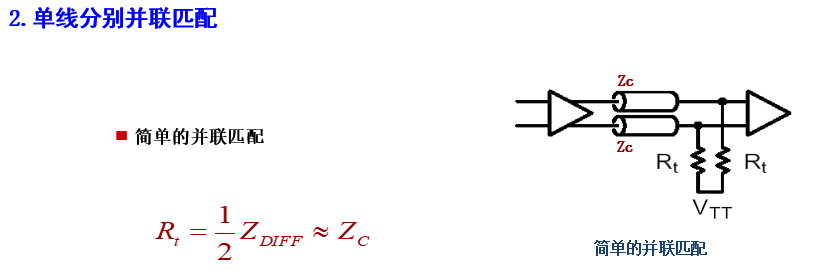 2. 单线分别并联匹配
Zc
简单的并联匹配
Zc
Rt Rt
VTT
Rt = 1/2 ZDIFF ≈ ZC
简单的并联匹配